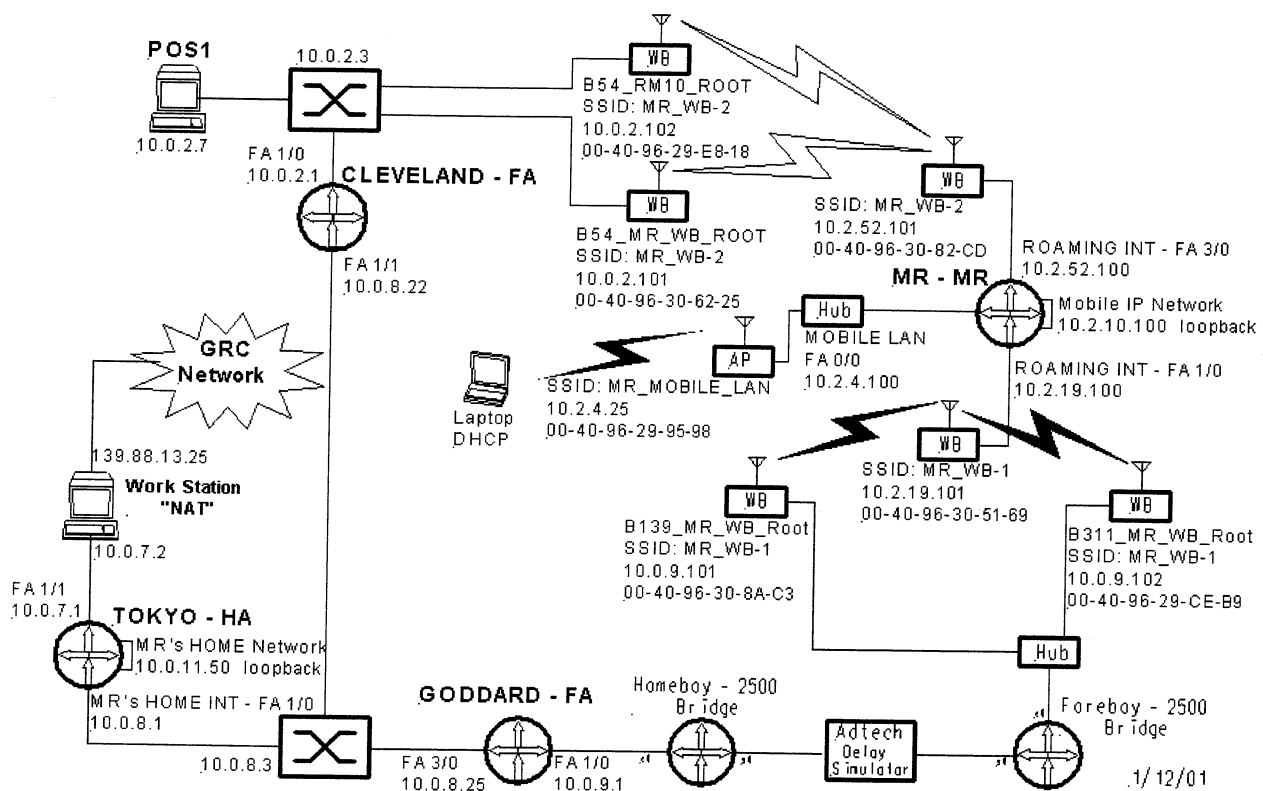 POS1
10.0.2.3
10.0.2.7
WB
B54_RM10_ROOT
SSID: MR_WB-2
10.0.2.102
00-40-96-29-E8-18
FA 1/0
10.0.2.1
CLEVELAND - FA
WB
B54_MR_WB_ROOT
SSID: MR_WB-2
10.0.2.101
00-40-96-30-62-25
FA 1/1
10.0.8.22
WB
SSID: MR_WB-2
10.2.52.101
00-40-96-30-82-CD
ROAMING INT - FA 3/0
10.2.52.100
MR - MR
Mobile IP Network
10.2.10.100 loopback
Hub
MOBILE LAN
FA 0/0
10.2.4.100
AP
SSID: MR_MOBILE_LAN
10.2.4.25
00-40-96-29-95-98
Laptop
DHCP
ROAMING INT - FA 1/0
10.2.19.100
GRC
Network
139.88.13.25
Work Station
"NAT"
10.0.7.2
WB
SSID: MR_WB-1
10.2.19.101
00-40-96-30-51-69
WB
B139_MR_WB_Root
SSID: MR_WB-1
10.0.9.101
00-40-96-30-8A-C3
WB
B311_MR_WB_Root
SSID: MR_WB-1
10.0.9.102
00-40-96-29-CE-B9
Hub
FA 1/1
10.0.7.1
TOKYO - HA
MR's HOME Network
10.0.11.50 loopback
MR's HOME INT - FA 1/0
10.0.8.1
10.0.8.3
GODDARD - FA
FA 3/0
10.0.8.25
FA 1/0
10.0.9.1
Homeboy - 2500
Bridge
Adtech
Delay
Simulator
Foreboy - 2500
Bridge
1/12/01